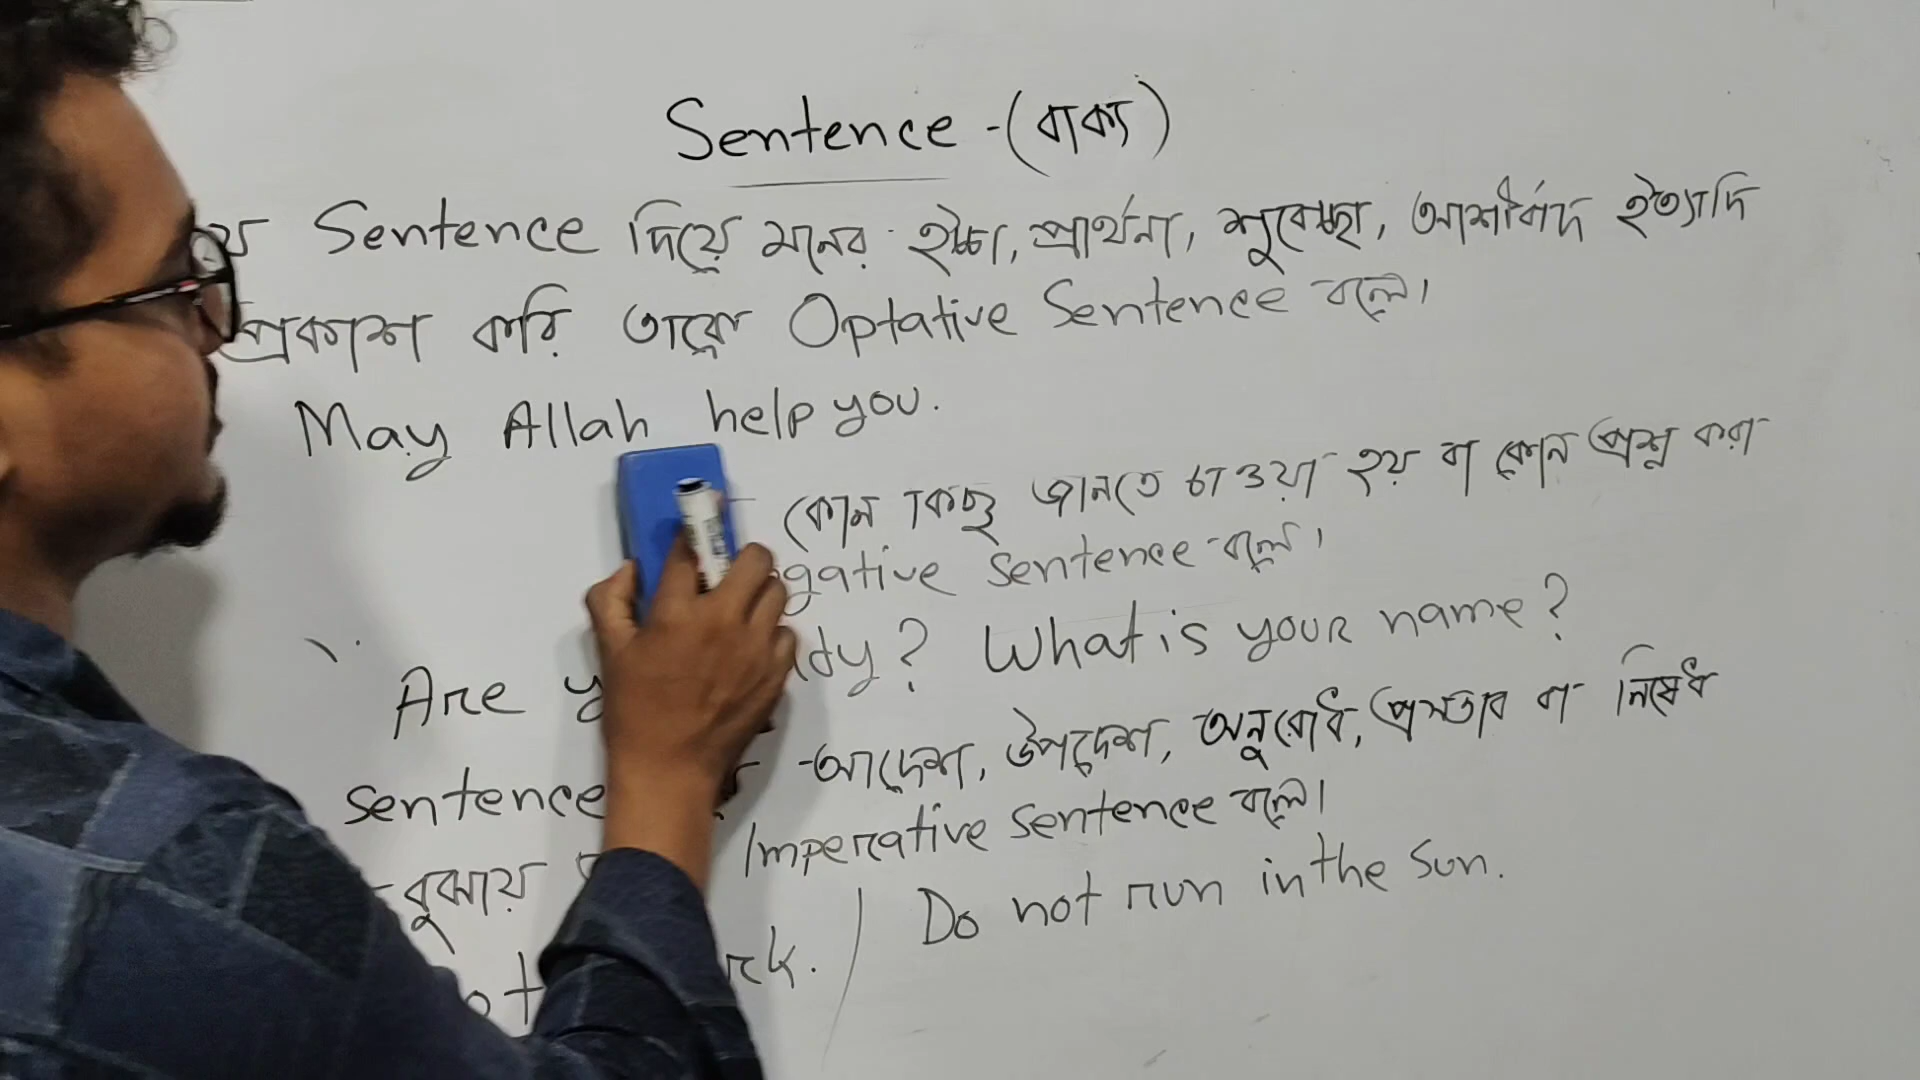 Sentence - (বাক্য)
Sentence দিয়ে মনের ইচ্ছা, প্রার্থনা, শুবেচ্ছা, আশীর্বাদ ইত্যাদি
প্রকাশ করি তাকে Optative Sentence বলে।
May Allah help you.
কোন কিছু জানতে চাওয়া হয় বা কোন প্রশ্ন করা
gative sentence বলে।
Are y dy? What is your name?
sentence আদেশ, উপদেশ, অনুরোধ, প্রসতাব বা নিষেধ
বুঝায় Imperative sentence বলে।
rk. / Do not run in the sun.